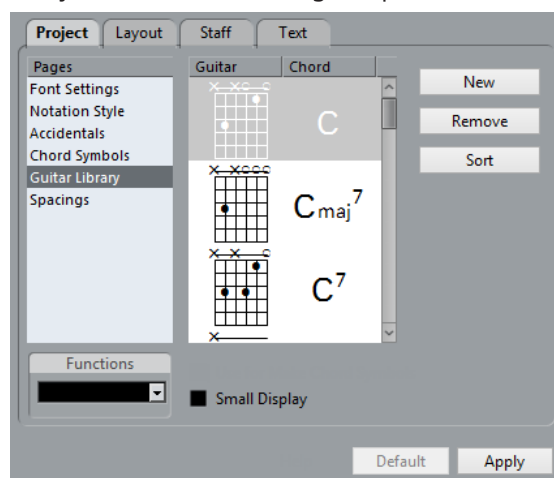 Project Layout Staff Text
Pages
Font Settings
Notation Style
Accidentals
Chord Symbols
Guitar Library
Spacings
Functions
Guitar Chord
x x o o
C
x x o o o
Cmaj7
x x o
C7
x
Small Display
New
Remove
Sort
Default Apply